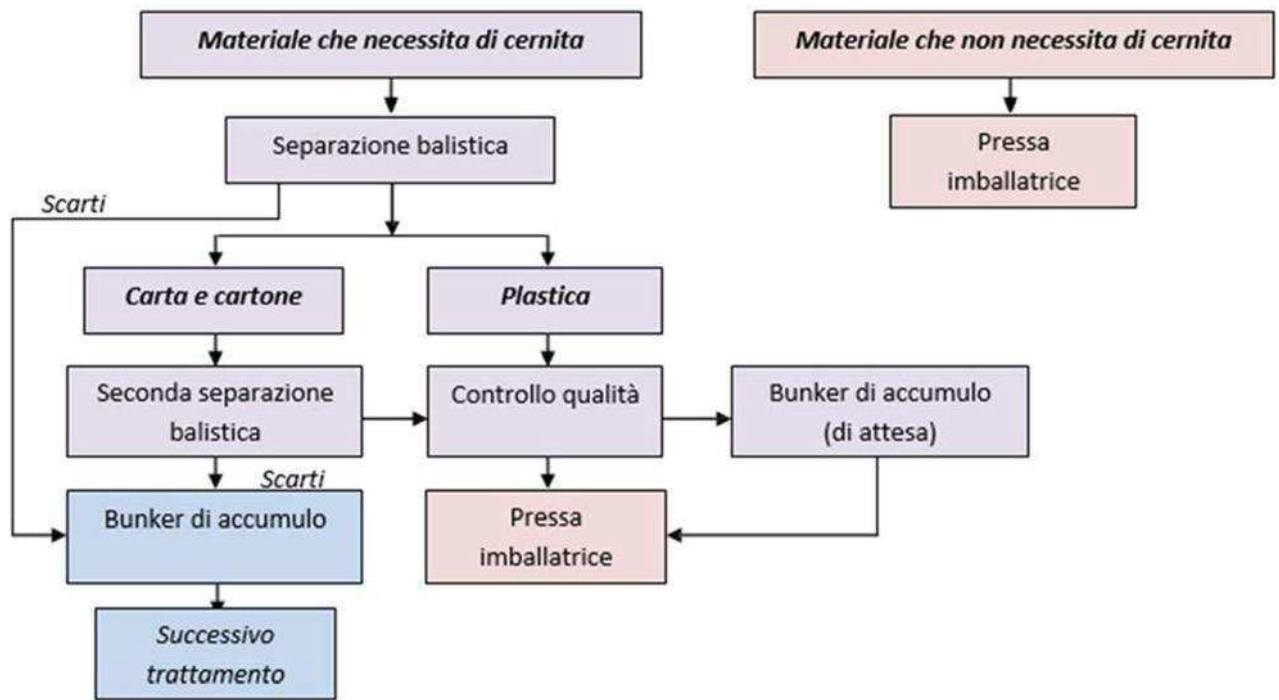 Materiale che necessita di cernita
Materiale che non necessita di cernita
Separazione balistica
Pressa
imballatrice
Scarti
Carta e cartone
Plastica
Seconda separazione
balistica
Controllo qualità
Bunker di accumulo
(di attesa)
Scarti
Bunker di accumulo
Pressa
imballatrice
Successivo
trattamento